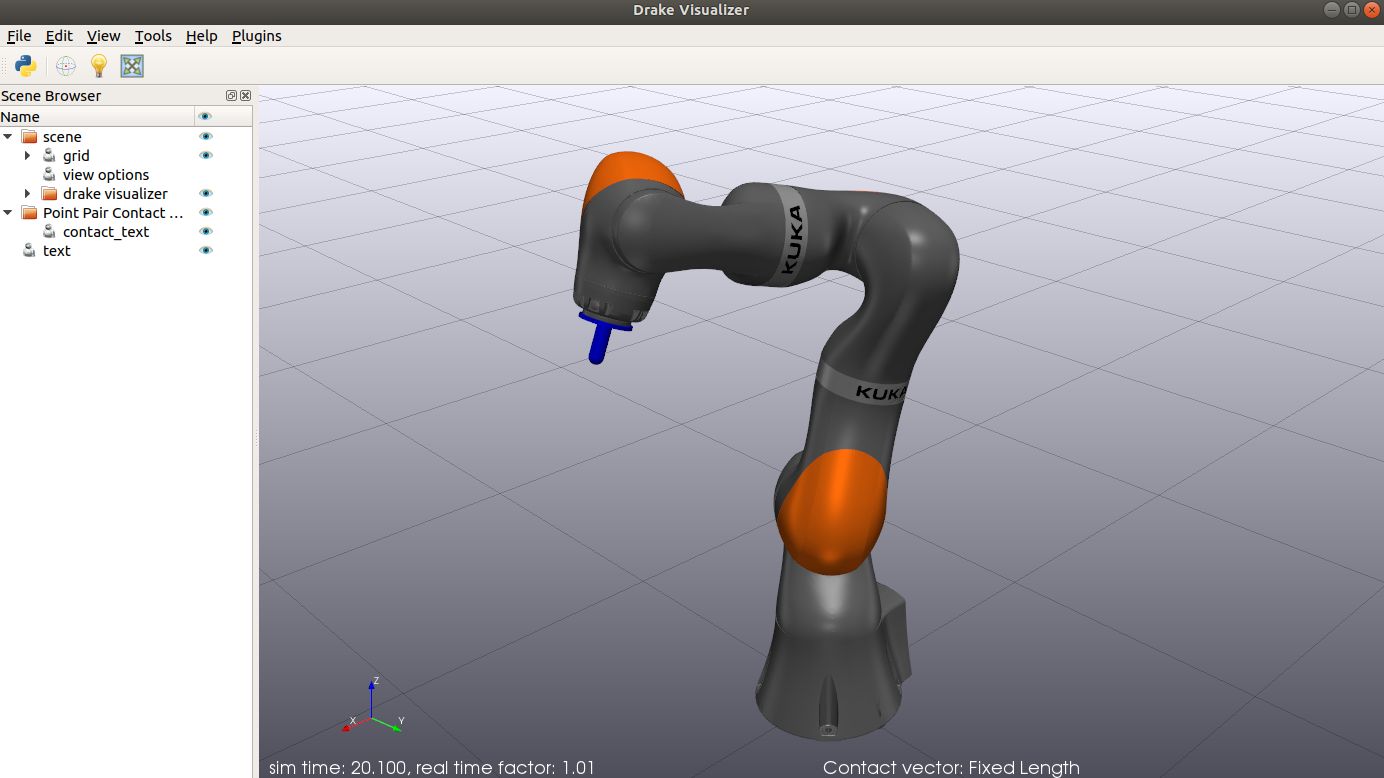 Drake Visualizer
File Edit View Tools Help Plugins
Scene Browser
Name
scene
grid
view options
drake visualizer
Point Pair Contact ...
contact_text
text
KUKA
KUKA
Z
X
Y
sim time: 20.100, real time factor: 1.01
Contact vector: Fixed Length